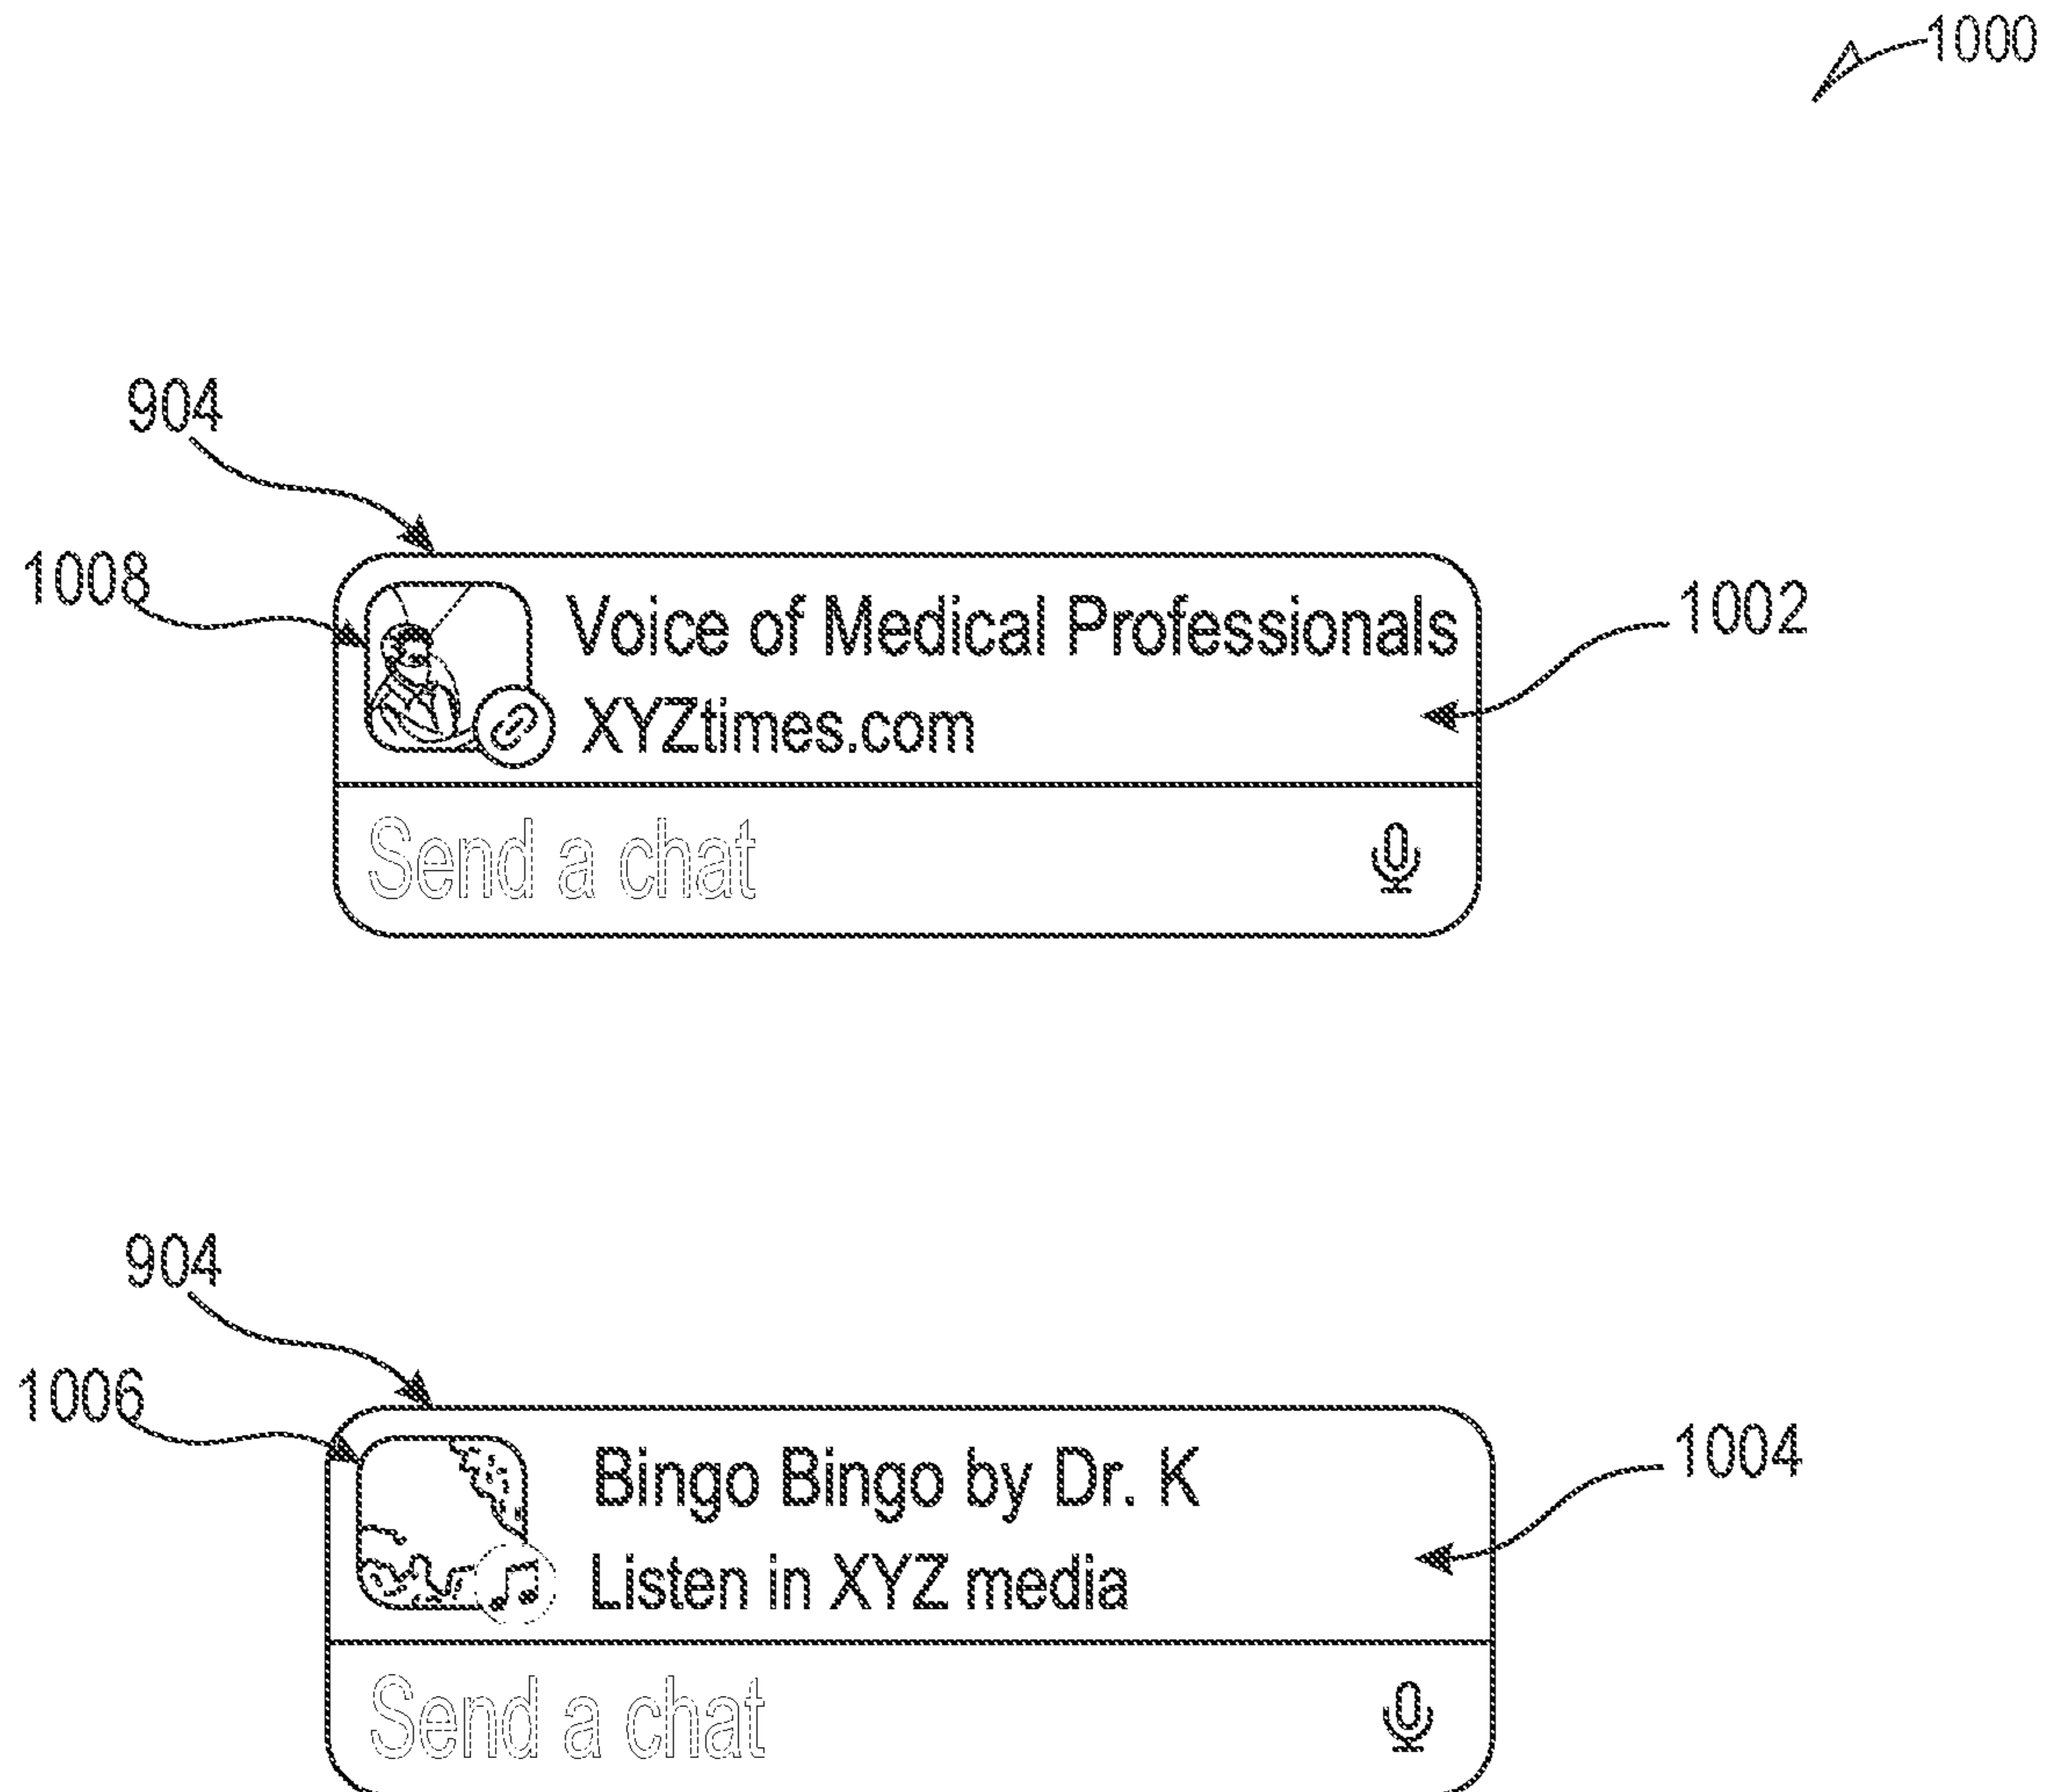 1000
904
1008
Voice of Medical Professionals
1002
XYZtimes.com
Send a chat
904
1006
Bingo Bingo by Dr. K
1004
Listen in XYZ media
Send a chat